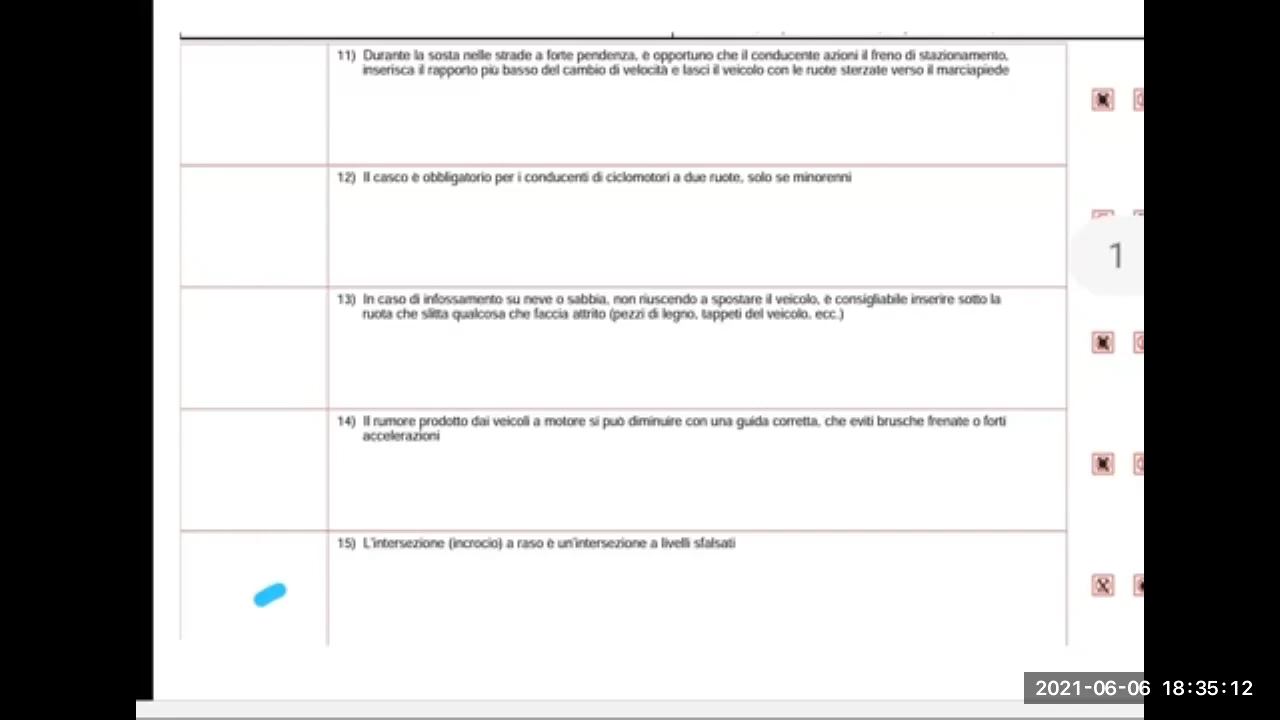 11) Durante la sosta nelle strade a forte pendenza, è opportuno che il conducente azioni il freno di stazionamento,
inserisca il rapporto più basso del cambio di velocità e lasci il veicolo con le ruote sterzate verso il marciapiede
12) Il casco è obbligatorio per i conducenti di ciclomotori a due ruote, solo se minorenni
1
13) In caso di infossamento su neve o sabbia, non riuscendo a spostare il veicolo, è consigliabile inserire sotto la
ruota che slitta qualcosa che faccia attrito (pezzi di legno, tappeti del veicolo, ecc.)
14) Il rumore prodotto dai veicoli a motore si può diminuire con una guida corretta, che eviti brusche frenate o forti
accelerazioni
15) L'intersezione (incrocio) a raso è un'intersezione a livelli sfalsati
2021-06-06 18:35:12